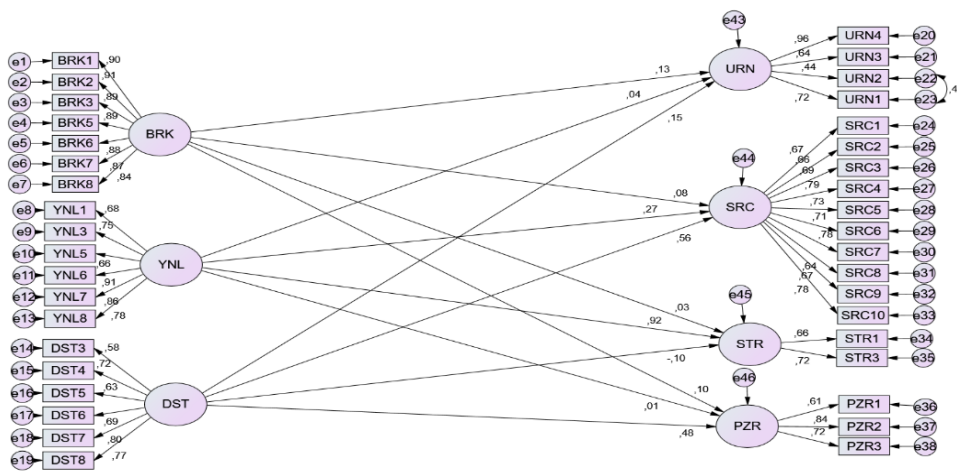 e43
e1 BRK1 ,90 URN ,96 URN4 e20
e2 BRK2 ,91 ,64 URN3 e21
e3 BRK3 ,89 ,13 ,44 URN2 e22 ,4
e4 BRK5 ,89 BRK ,04 ,72 URN1 e23
e5 BRK6 ,88 ,15 SRC1 e24
e6 BRK7 ,87 e44 ,67 SRC2 e25
e7 BRK8 ,84 ,66 SRC3 e26
,69
e8 YNL1 ,68 ,08 SRC ,79 SRC4 e27
e9 YNL3 ,75 ,27 ,73 SRC5 e28
e10 YNL5 YNL ,56 ,71 SRC6 e29
e11 YNL6 ,66 ,78 SRC7 e30
e12 YNL7 ,91 ,64 SRC8 e31
e13 YNL8 ,86 e45 ,67 SRC9 e32
,78 ,03 ,78 SRC10 e33
,92
e14 DST3 ,58 STR ,66 STR1 e34
e15 DST4 ,72 -,10 ,72 STR3 e35
e16 DST5 ,63 e46
e17 DST6 DST ,10 ,61 PZR1 e36
e18 DST7 ,69 ,01 PZR ,84 PZR2 e37
e19 DST8 ,80 ,48 ,72 PZR3 e38
,77